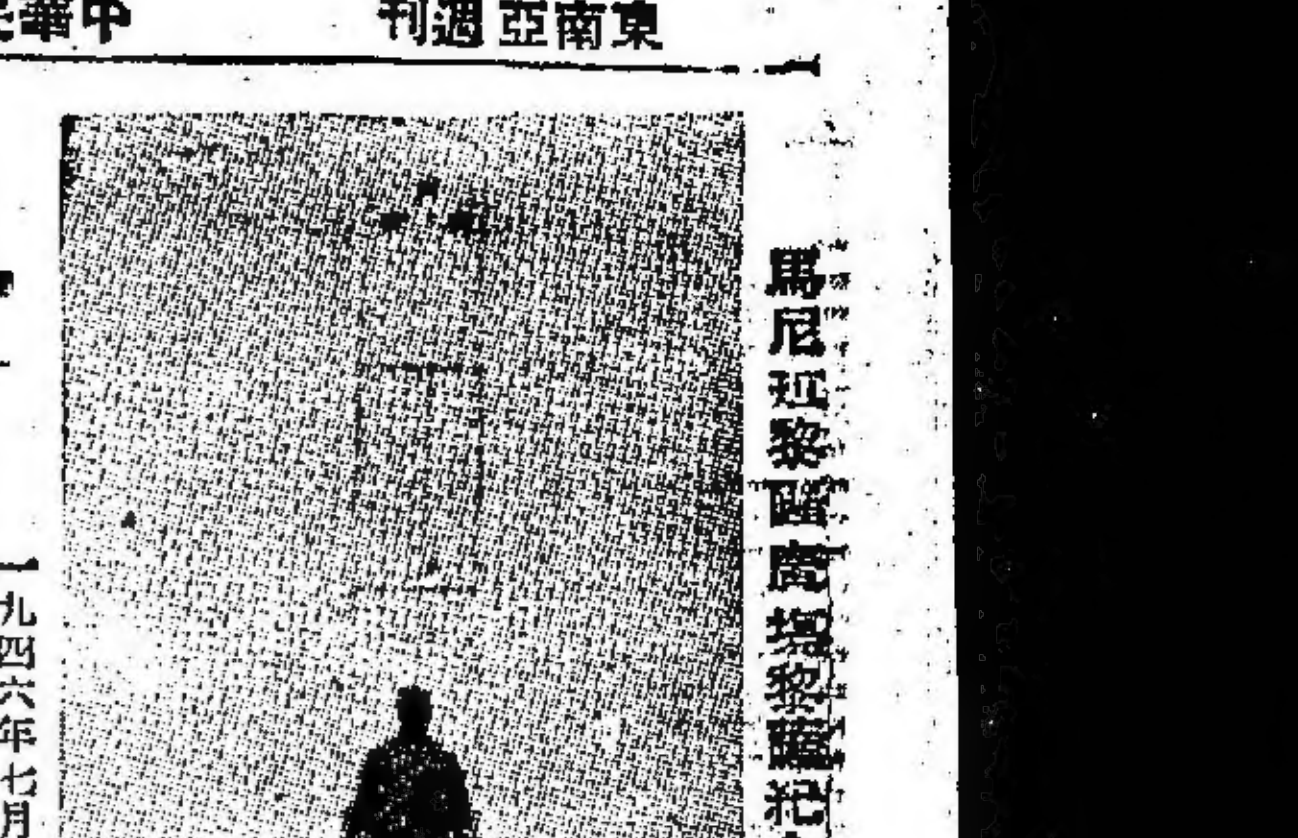 東南亞週刊
中華
馬尼拉黎剎廣場黎剎紀
九四六年七月